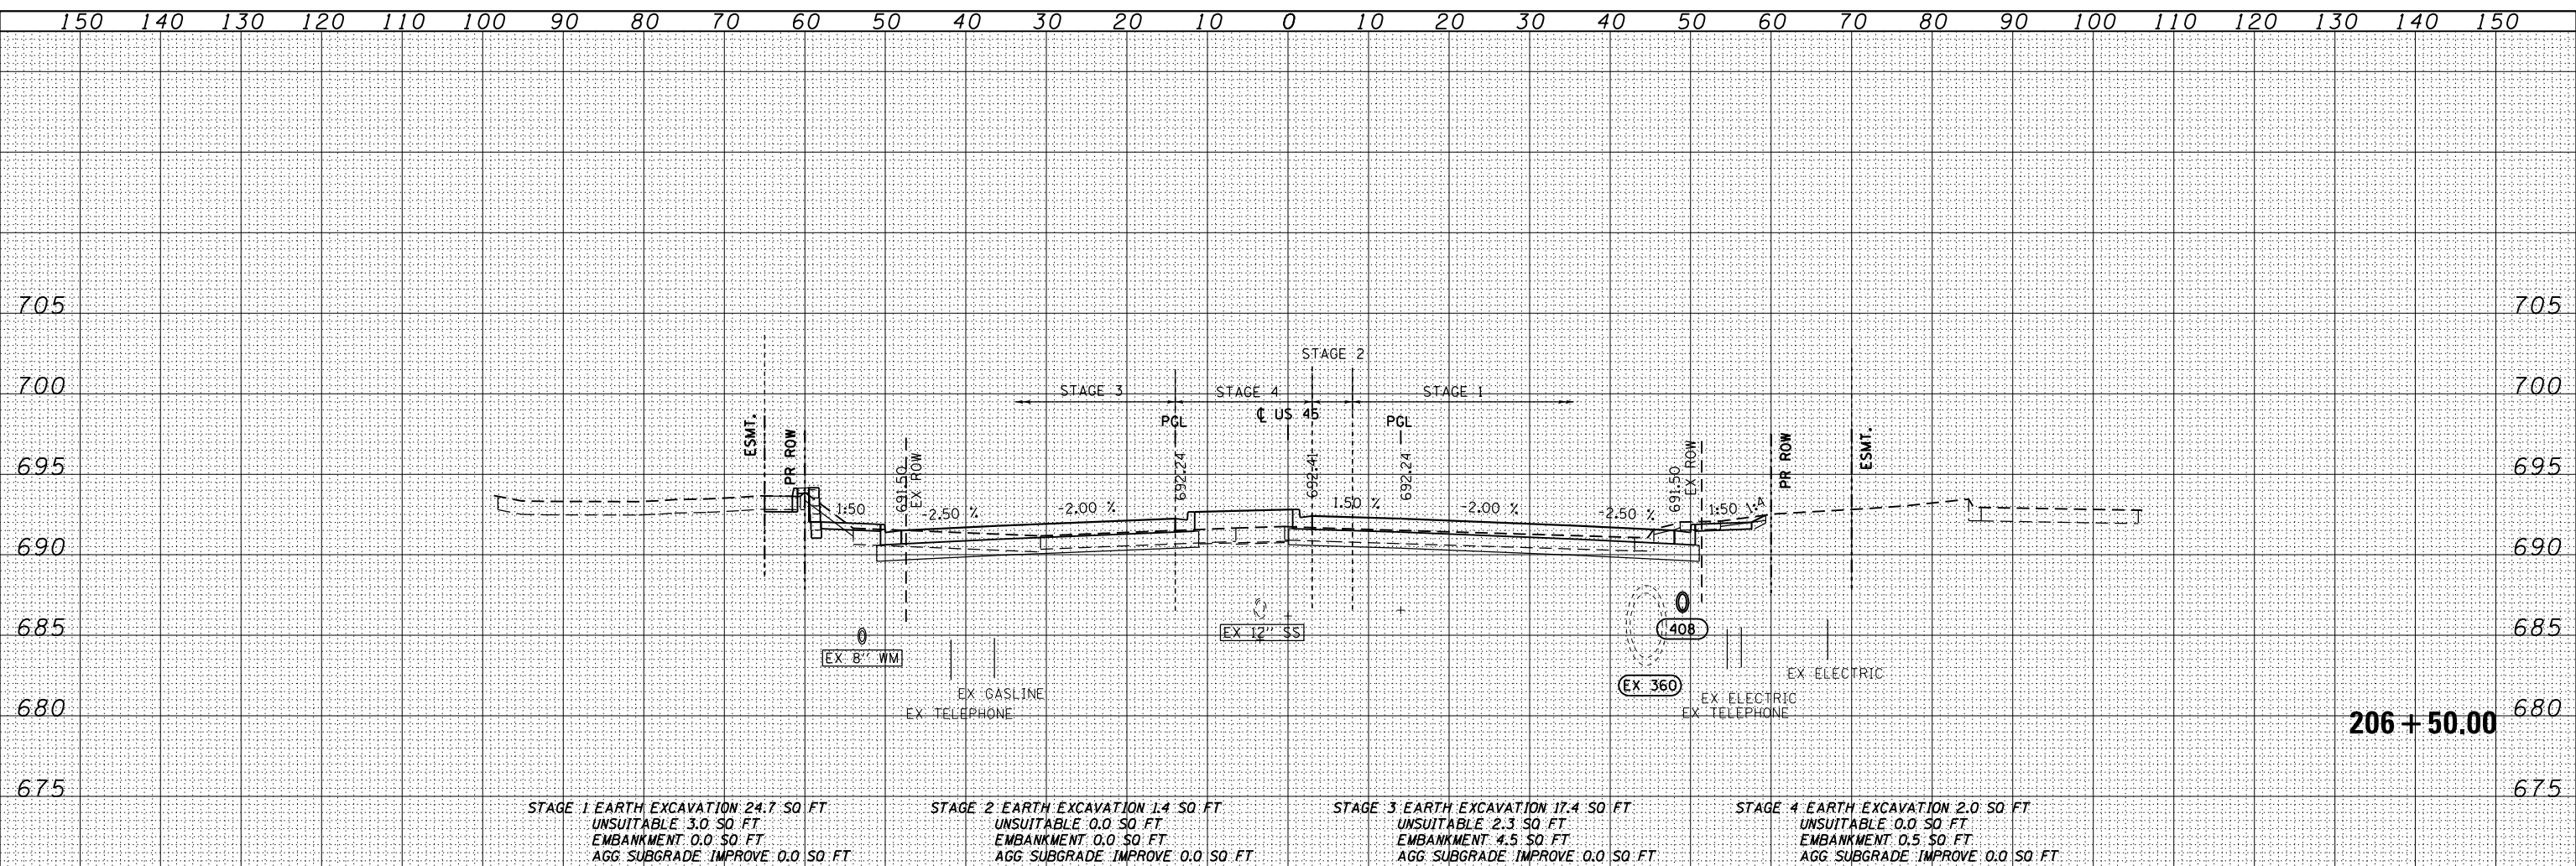 150 140 130 120 110 100 90 80 70 60 50 40 30 20 10 0 10 20 30 40 50 60 70 80 90 100 110 120 130 140 150
705 705
STAGE 2
700 STAGE 3 STAGE 4 STAGE 1 700
PGL ℄ US 45 PGL
ESMT. PR ROW 691.50 EX ROW 692.24 692.41 692.24 691.50 EX ROW PR ROW ESMT.
695 695
1:50 -2.50 % -2.00 % 1.50 % -2.00 % -2.50 % 1:50 1:4
690 690
685 EX 12" SS 408 685
EX 8" WM
EX ELECTRIC
EX GASLINE EX 360
EX ELECTRIC
EX TELEPHONE EX TELEPHONE
680 680
206 + 50.00
675 675
STAGE 1 EARTH EXCAVATION 24.7 SQ FT
UNSUITABLE 3.0 SQ FT
EMBANKMENT 0.0 SQ FT
AGG SUBGRADE IMPROVE 0.0 SQ FT
STAGE 2 EARTH EXCAVATION 1.4 SQ FT
UNSUITABLE 0.0 SQ FT
EMBANKMENT 0.0 SQ FT
AGG SUBGRADE IMPROVE 0.0 SQ FT
STAGE 3 EARTH EXCAVATION 17.4 SQ FT
UNSUITABLE 2.3 SQ FT
EMBANKMENT 4.5 SQ FT
AGG SUBGRADE IMPROVE 0.0 SQ FT
STAGE 4 EARTH EXCAVATION 2.0 SQ FT
UNSUITABLE 0.0 SQ FT
EMBANKMENT 0.5 SQ FT
AGG SUBGRADE IMPROVE 0.0 SQ FT